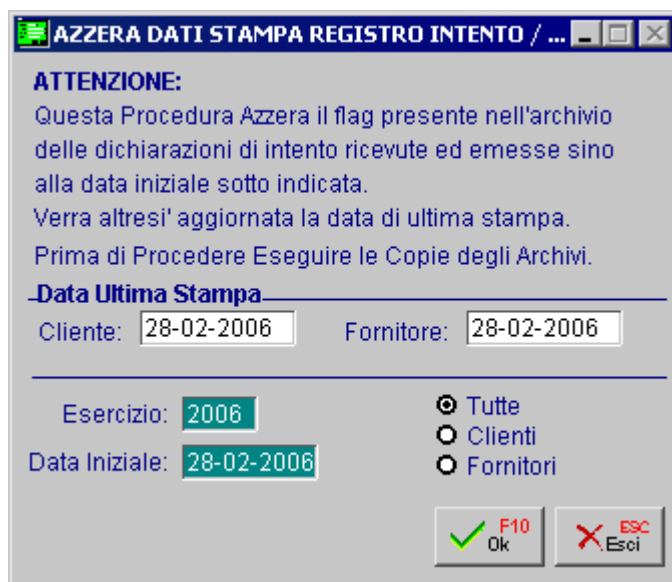 AZZERA DATI STAMPA REGISTRO INTENTO / ...
ATTENZIONE:
Questa Procedura Azzera il flag presente nell'archivio
delle dichiarazioni di intento ricevute ed emesse sino
alla data iniziale sotto indicata.
Verra altresi' aggiornata la data di ultima stampa.
Prima di Procedere Eseguire le Copie degli Archivi.
Data Ultima Stampa
Cliente: 28-02-2006 Fornitore: 28-02-2006
Esercizio: 2006
Data Iniziale: 28-02-2006
Tutte
Clienti
Fornitori
F10 Ok
ESC Esci